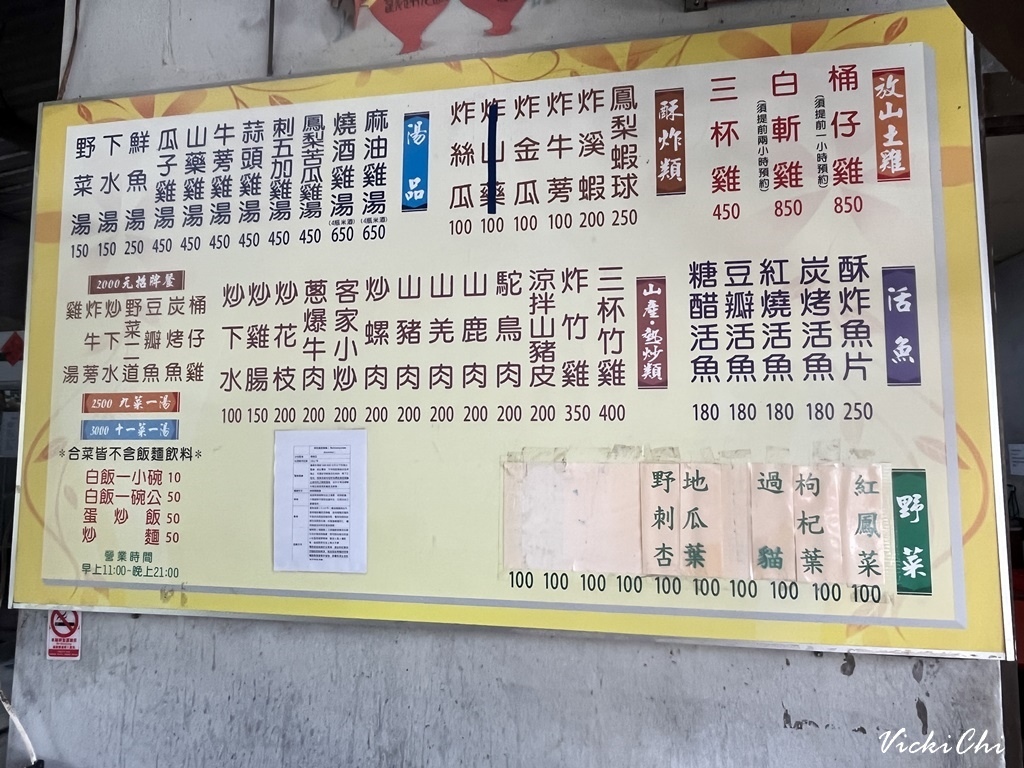 放山土雞
桶仔雞
(須提前一小時預約)
850
白斬雞
(須提前兩小時預約)
850
三杯雞
450
酥炸類
鳳梨蝦球 250
炸溪蝦 200
炸牛蒡 100
炸金瓜 100
炸山藥 100
炸絲瓜 100
湯品
麻油雞湯
(4瓶米酒)
650
燒酒雞湯
(4瓶米酒)
650
鳳梨苦瓜雞 450
刺五加雞湯 450
蒜頭雞湯 450
牛蒡雞湯 450
山藥雞湯 450
瓜子雞湯 450
鮮魚湯 250
下水湯 150
野菜湯 150
活魚
酥炸魚片 250
炭烤活魚 180
紅燒活魚 180
豆瓣活魚 180
糖醋活魚 180
山產・熱炒類
三杯竹雞 400
炸竹雞 350
涼拌山豬皮 200
駝鳥肉 200
山鹿肉 200
山羌肉 200
山豬肉 200
炒螺肉 200
客家小炒 200
蔥爆牛肉 200
炒花枝 200
炒雞腸 150
炒下水 100
2000元招牌餐
桶仔雞
炭烤魚
豆瓣魚
野菜二道
炒下水
炸牛蒡
雞湯
2500 九菜一湯
3000 十一菜一湯
*合菜皆不含飯麵飲料*
白飯一小碗 10
白飯一碗公 50
蛋炒飯 50
炒麵 50
營業時間
早上11:00~晚上21:00
野菜
紅鳳菜
枸杞葉
過貓
地瓜葉
野刺杏
100 100 100 100 100 100 100 100 100 100 100
VickiChi